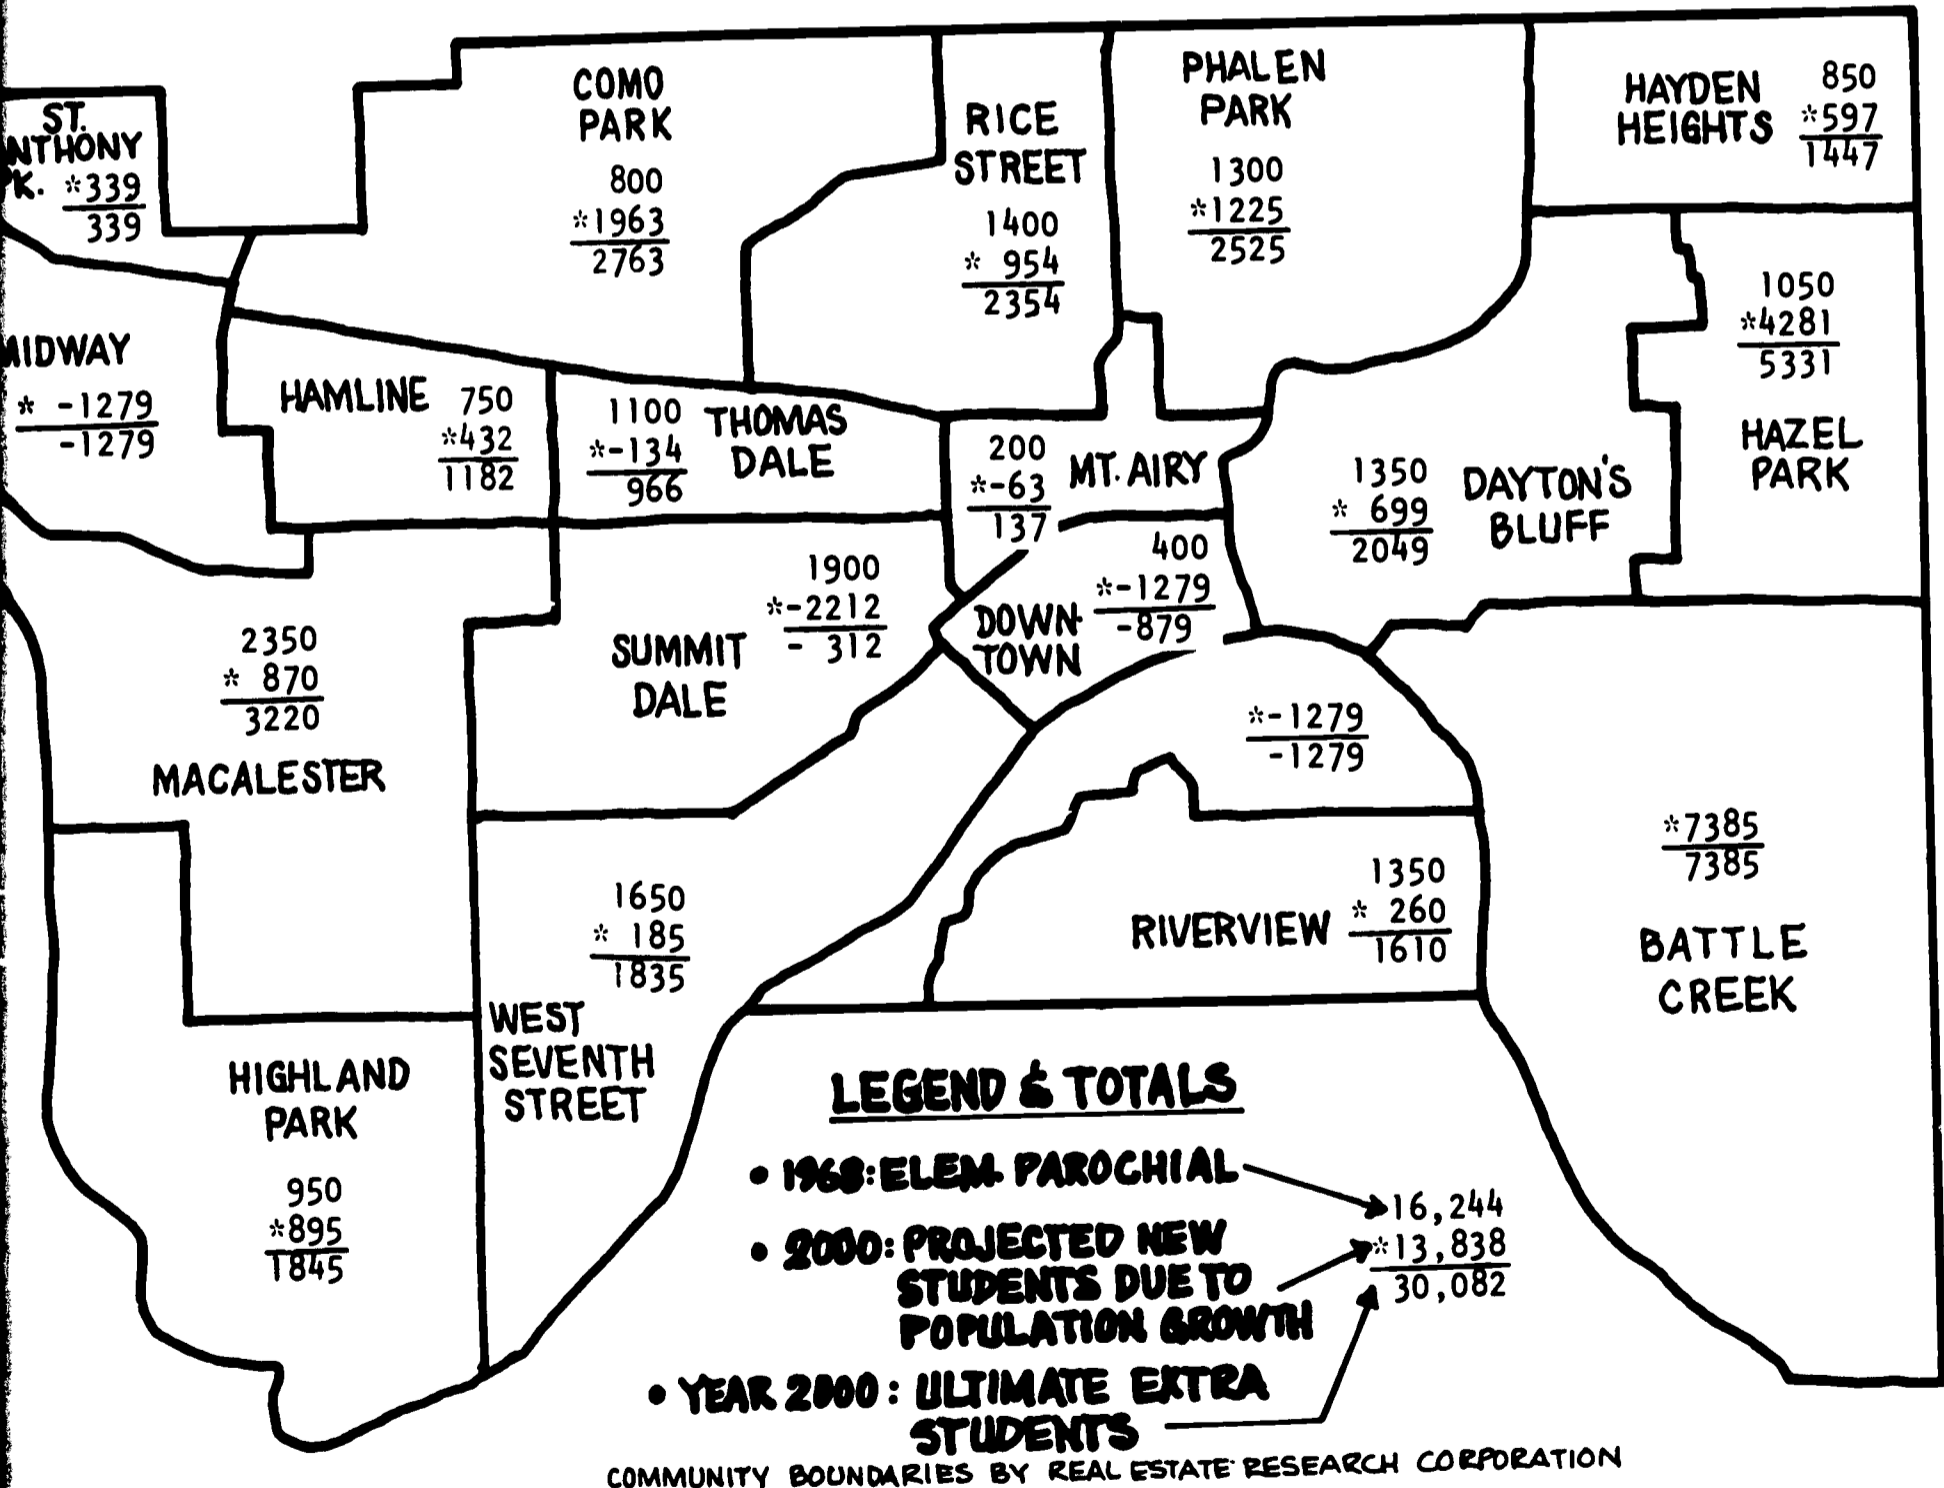 ST.
NTHONY
K. *339
339
COMO
PARK
800
*1963
2763
RICE
STREET
1400
* 954
2354
PHALEN
PARK
1300
*1225
2525
HAYDEN
HEIGHTS
850
*597
1447
MIDWAY
* -1279
-1279
HAMLINE
750
*432
1182
1100
*-134
966
THOMAS
DALE
200
*-63
137
MT. AIRY
1350
* 699
2049
DAYTON'S
BLUFF
1050
*4281
5331
HAZEL
PARK
2350
* 870
3220
MACALESTER
SUMMIT
DALE
1900
*-2212
- 312
DOWN-
TOWN
400
*-1279
-879
*-1279
-1279
*7385
7385
BATTLE
CREEK
1650
* 185
1835
WEST
SEVENTH
STREET
RIVERVIEW
1350
* 260
1610
HIGHLAND
PARK
950
*895
1845
LEGEND & TOTALS
• 1968: ELEM. PAROCHIAL 16,244
• 2000: PROJECTED NEW *13,838
STUDENTS DUE TO 30,082
POPULATION GROWTH
• YEAR 2000: ULTIMATE EXTRA
STUDENTS
COMMUNITY BOUNDARIES BY REAL ESTATE RESEARCH CORPORATION